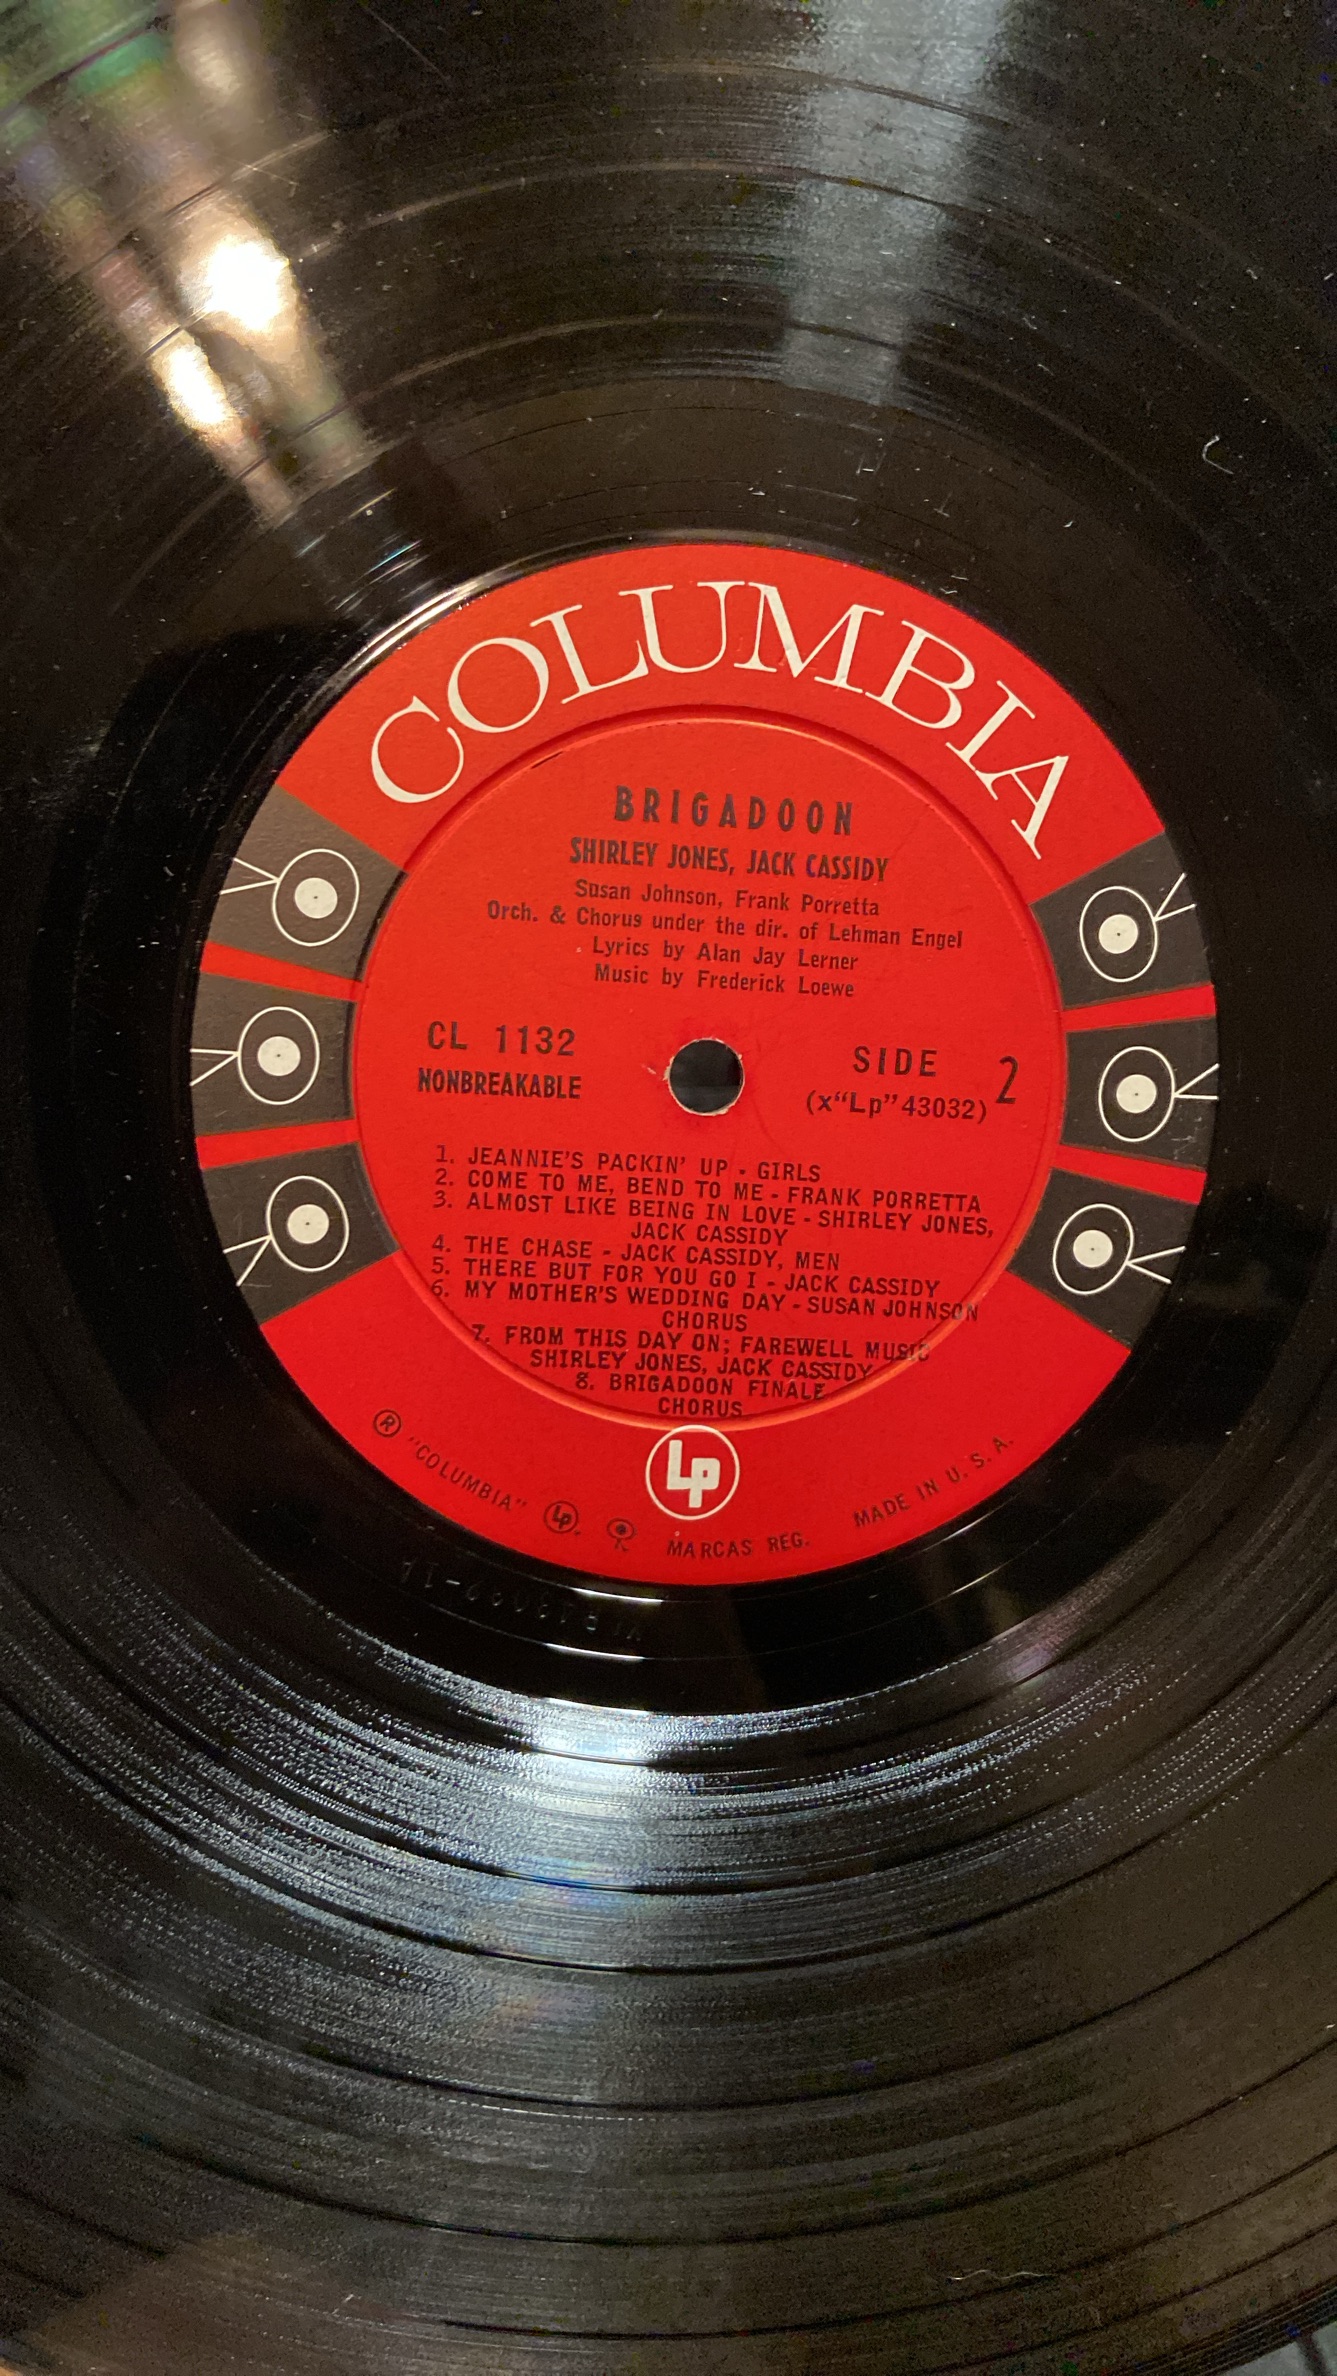 COLUMBIA
BRIGADOON
SHIRLEY JONES, JACK CASSIDY
Susan Johnson, Frank Porretta
Orch. & Chorus under the dir. of Lehman Engel
Lyrics by Alan Jay Lerner
Music by Frederick Loewe
CL 1132
NONBREAKABLE
SIDE 2
(x“Lp”43032)
1. JEANNIE'S PACKIN' UP - GIRLS
2. COME TO ME, BEND TO ME - FRANK PORRETTA
3. ALMOST LIKE BEING IN LOVE - SHIRLEY JONES,
JACK CASSIDY
4. THE CHASE - JACK CASSIDY, MEN
5. THERE BUT FOR YOU GO I - JACK CASSIDY
6. MY MOTHER'S WEDDING DAY - SUSAN JOHNSON
CHORUS
7. FROM THIS DAY ON; FAREWELL MUSIC
SHIRLEY JONES, JACK CASSIDY
8. BRIGADOON FINALE
CHORUS
Lp
® "COLUMBIA" Lp. MARCAS REG. MADE IN U. S. A.